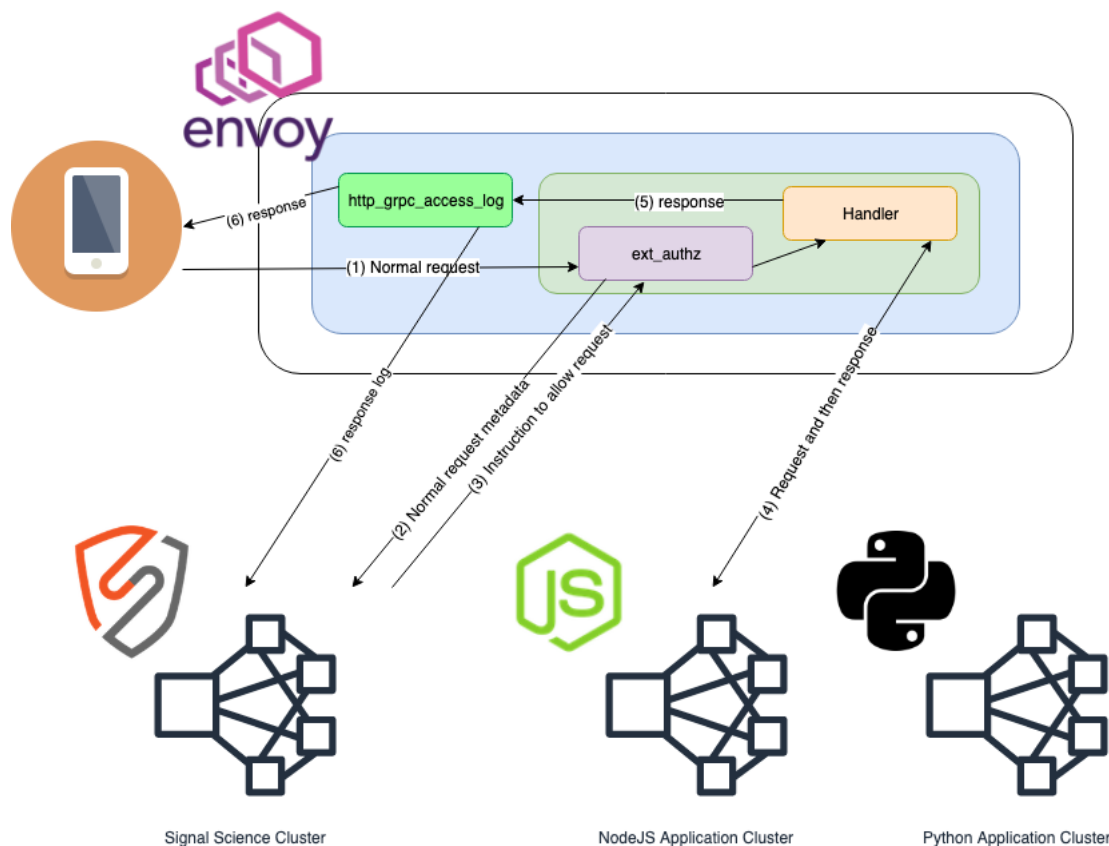 envoy
http_grpc_access_log
(5) response
Handler
(6) response
ext_authz
(1) Normal request
(6) response log
(2) Normal request metadata
(3) Instruction to allow request
(4) Request and then response
JS
Signal Science Cluster
NodeJS Application Cluster
Python Application Cluster